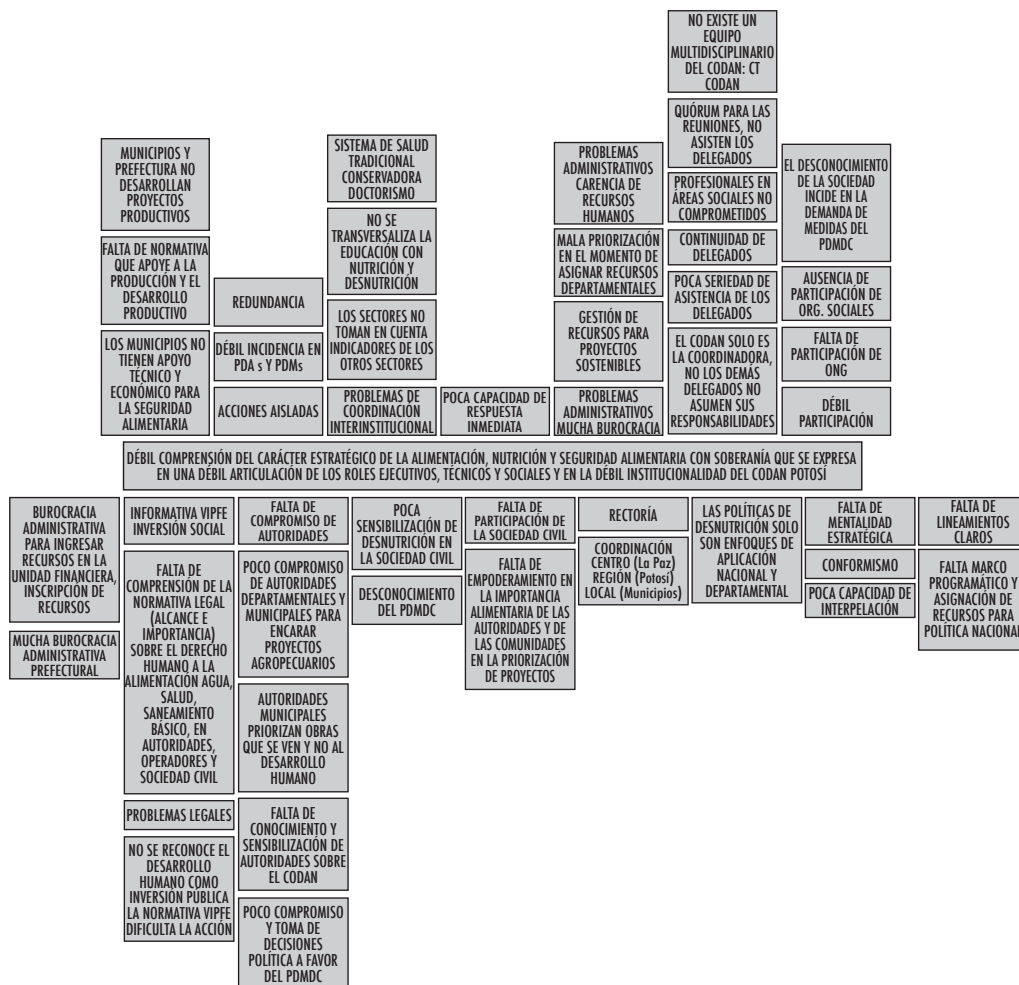 NO EXISTE UN
EQUIPO
MULTIDISCIPLINARIO
DEL CODAN: CT
CODAN
QUÓRUM PARA LAS
REUNIONES, NO
ASISTEN LOS
DELEGADOS
MUNICIPIOS Y
PREFECTURA NO
DESARROLLAN
PROYECTOS
PRODUCTIVOS
SISTEMA DE SALUD
TRADICIONAL
CONSERVADORA
DOCTORISMO
PROBLEMAS
ADMINISTRATIVOS
CARENCIA DE
RECURSOS
HUMANOS
PROFESIONALES EN
ÁREAS SOCIALES NO
COMPROMETIDOS
EL DESCONOCIMIENTO
DE LA SOCIEDAD
INCIDE EN LA
DEMANDA DE
MEDIDAS DEL
PDMDC
FALTA DE NORMATIVA
QUE APOYE A LA
PRODUCCIÓN Y EL
DESARROLLO
PRODUCTIVO
NO SE
TRANSVERSALIZA LA
EDUCACIÓN CON
NUTRICIÓN Y
DESNUTRICIÓN
MALA PRIORIZACIÓN
EN EL MOMENTO DE
ASIGNAR RECURSOS
DEPARTAMENTALES
CONTINUIDAD DE
DELEGADOS
REDUNDANCIA
POCA SERIEDAD DE
ASISTENCIA DE LOS
DELEGADOS
AUSENCIA DE
PARTICIPACIÓN DE
ORG. SOCIALES
LOS MUNICIPIOS NO
TIENEN APOYO
TÉCNICO Y
ECONÓMICO PARA
LA SEGURIDAD
ALIMENTARIA
DÉBIL INCIDENCIA EN
PDA s Y PDMs
LOS SECTORES NO
TOMAN EN CUENTA
INDICADORES DE LOS
OTROS SECTORES
GESTIÓN DE
RECURSOS PARA
PROYECTOS
SOSTENIBLES
EL CODAN SOLO ES
LA COORDINADORA,
NO LOS DEMÁS
DELEGADOS NO
ASUMEN SUS
RESPONSABILIDADES
FALTA DE
PARTICIPACIÓN DE
ONG
ACCIONES AISLADAS
PROBLEMAS DE
COORDINACIÓN
INTERINSTITUCIONAL
POCA CAPACIDAD DE
RESPUESTA
INMEDIATA
PROBLEMAS
ADMINISTRATIVOS
MUCHA BUROCRACIA
DÉBIL
PARTICIPACIÓN
DÉBIL COMPRENSIÓN DEL CARÁCTER ESTRATÉGICO DE LA ALIMENTACIÓN, NUTRICIÓN Y SEGURIDAD ALIMENTARIA CON SOBERANÍA QUE SE EXPRESA
EN UNA DÉBIL ARTICULACIÓN DE LOS ROLES EJECUTIVOS, TÉCNICOS Y SOCIALES Y EN LA DÉBIL INSTITUCIONALIDAD DEL CODAN POTOSÍ
BUROCRACIA
ADMINISTRATIVA
PARA INGRESAR
RECURSOS EN LA
UNIDAD FINANCIERA,
INSCRIPCIÓN DE
RECURSOS
MUCHA BUROCRACIA
ADMINISTRATIVA
PREFECTURAL
INFORMATIVA VIPFE
INVERSIÓN SOCIAL
FALTA DE
COMPRENSIÓN DE LA
NORMATIVA LEGAL
(ALCANCE E
IMPORTANCIA)
SOBRE EL DERECHO
HUMANO A LA
ALIMENTACIÓN AGUA,
SALUD,
SANEAMIENTO
BÁSICO, EN
AUTORIDADES,
OPERADORES Y
SOCIEDAD CIVIL
PROBLEMAS LEGALES
NO SE RECONOCE EL
DESARROLLO
HUMANO COMO
INVERSIÓN PÚBLICA
LA NORMATIVA VIPFE
DIFICULTA LA ACCIÓN
FALTA DE
COMPROMISO DE
AUTORIDADES
POCO COMPROMISO
DE AUTORIDADES
DEPARTAMENTALES Y
MUNICIPALES PARA
ENCARAR
PROYECTOS
AGROPECUARIOS
AUTORIDADES
MUNICIPALES
PRIORIZAN OBRAS
QUE SE VEN Y NO AL
DESARROLLO
HUMANO
FALTA DE
CONOCIMIENTO Y
SENSIBILIZACIÓN DE
AUTORIDADES SOBRE
EL CODAN
POCO COMPROMISO
Y TOMA DE
DECISIONES
POLÍTICA A FAVOR
DEL PDMDC
POCA
SENSIBILIZACIÓN DE
DESNUTRICIÓN EN
LA SOCIEDAD CIVIL
DESCONOCIMIENTO
DEL PDMDC
FALTA DE
PARTICIPACIÓN DE
LA SOCIEDAD CIVIL
FALTA DE
EMPODERAMIENTO EN
LA IMPORTANCIA
ALIMENTARIA DE LAS
AUTORIDADES Y DE
LAS COMUNIDADES
EN LA PRIORIZACIÓN
DE PROYECTOS
RECTORÍA
COORDINACIÓN
CENTRO (La Paz)
REGIÓN (Potosí)
LOCAL (Municipios)
LAS POLÍTICAS DE
DESNUTRICIÓN SOLO
SON ENFOQUES DE
APLICACIÓN
NACIONAL Y
DEPARTAMENTAL
FALTA DE
MENTALIDAD
ESTRATÉGICA
CONFORMISMO
POCA CAPACIDAD DE
INTERPELACIÓN
FALTA DE
LINEAMIENTOS
CLAROS
FALTA MARCO
PROGRAMÁTICO Y
ASIGNACIÓN DE
RECURSOS PARA
POLÍTICA NACIONAL